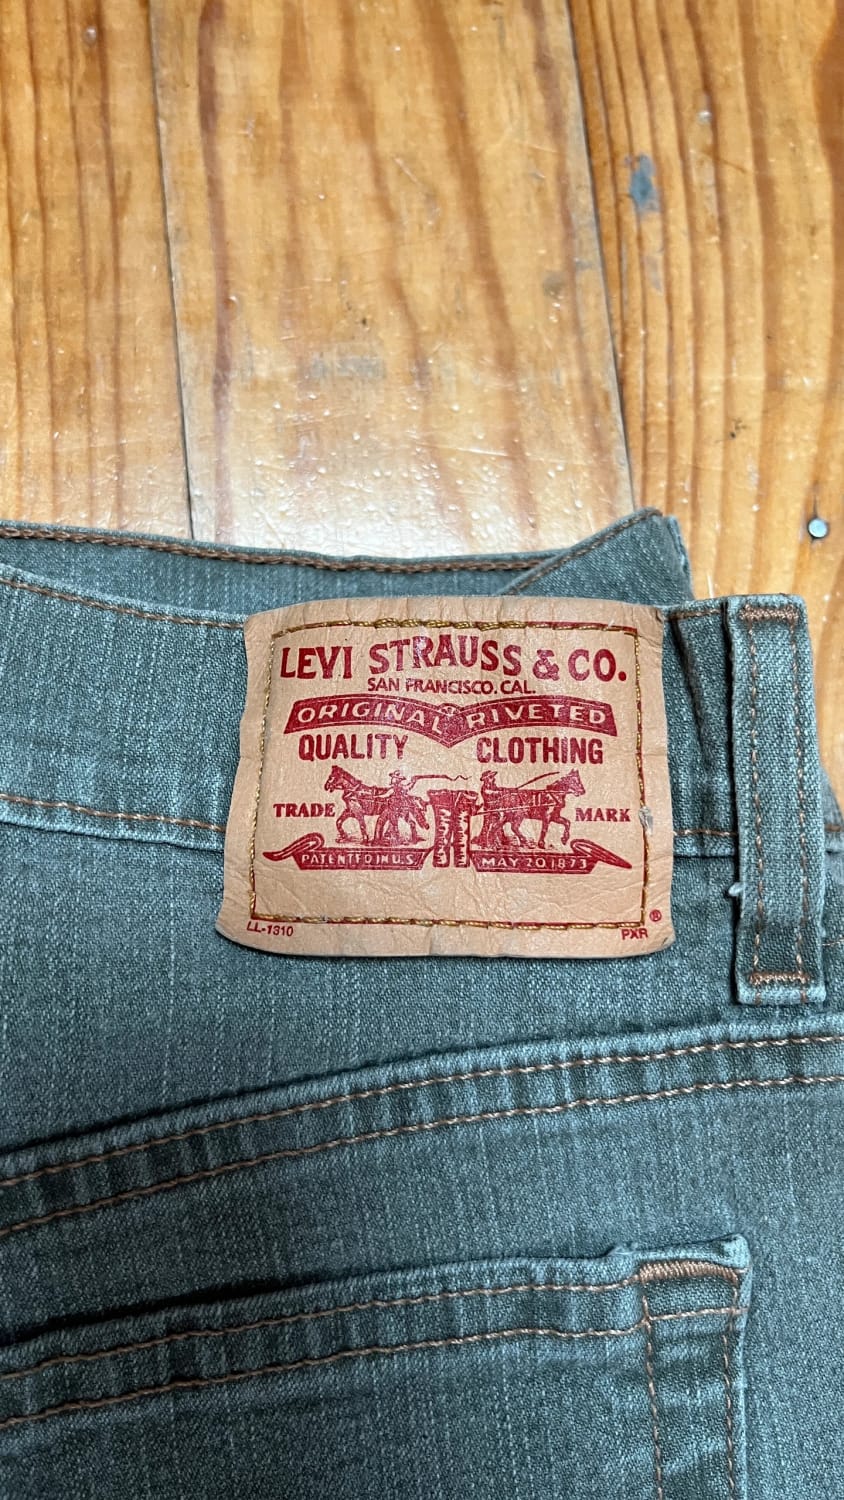 LEVI STRAUSS & CO.
SAN FRANCISCO, CAL.
ORIGINAL RIVETED
QUALITY CLOTHING
TRADE MARK
PATENTED IN U.S. MAY 20 1873
LL-1310 PXR ®